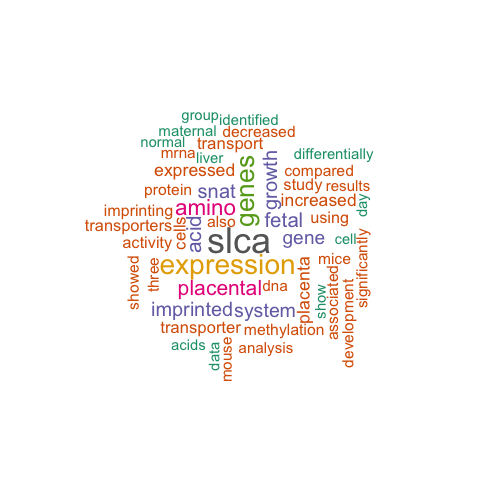 group
identified
maternal
decreased
normal
transport
mrna
liver
differentially
expressed
genes
growth
compared
protein
snat
study
results
amino
increased
day
imprinting
also
fetal
using
transporters
acid
slca
gene
cell
activity
cells
expression
mice
significantly
showed
three
placental
dna
placenta
show
associated
development
imprinted
system
transporter
methylation
acids
data
mouse
analysis